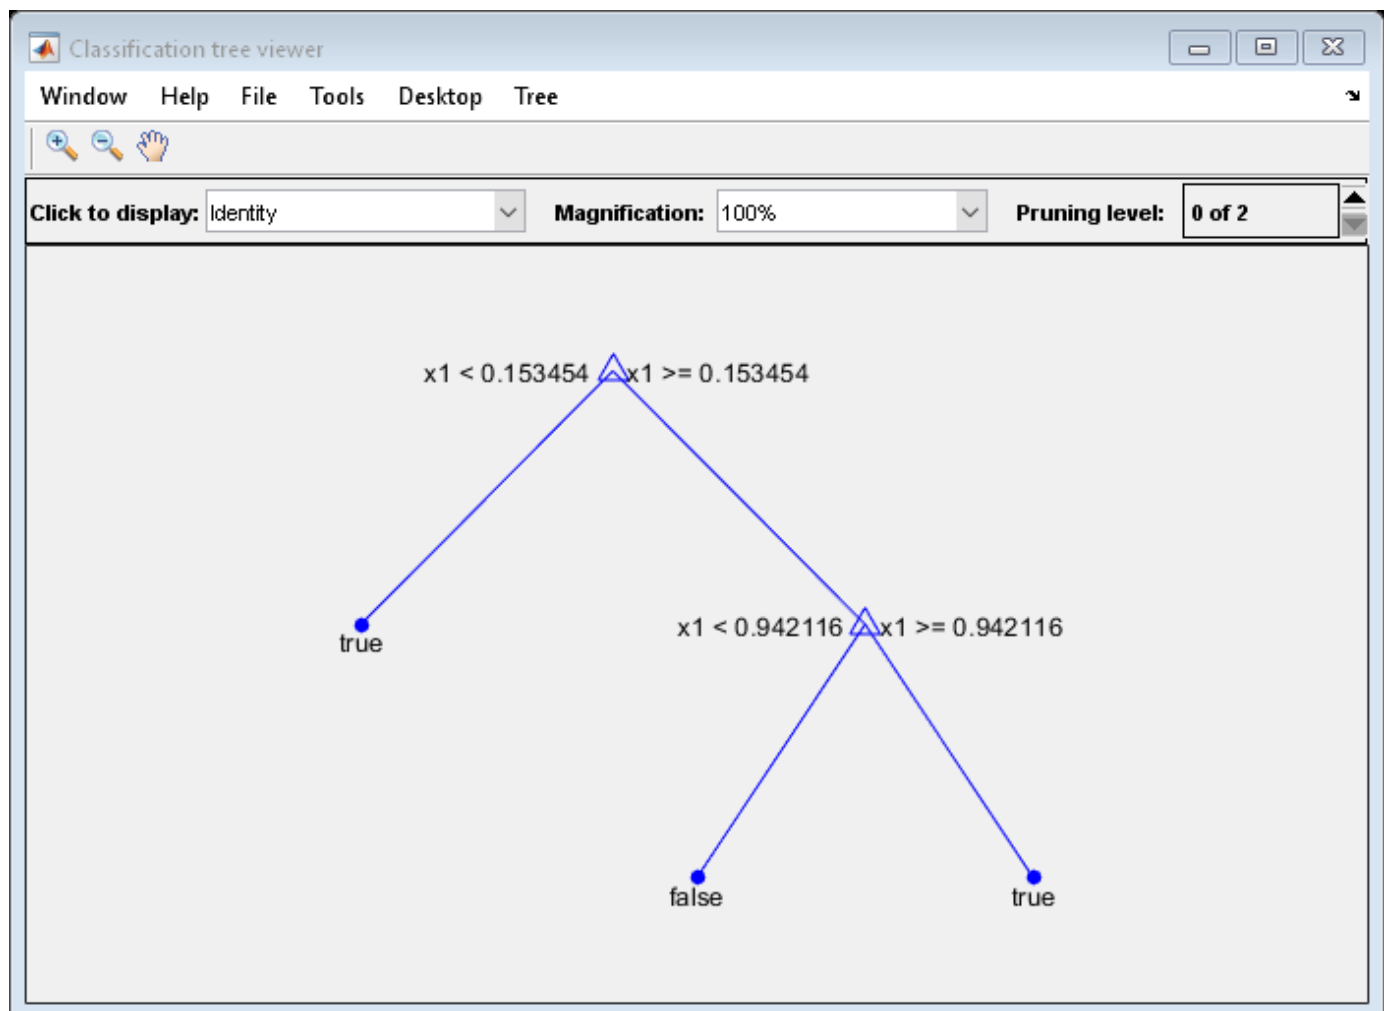 Classification tree viewer
Window Help File Tools Desktop Tree
Click to display: Identity Magnification: 100% Pruning level: 0 of 2
x1 < 0.153454 x1 >= 0.153454
true
x1 < 0.942116 x1 >= 0.942116
false true